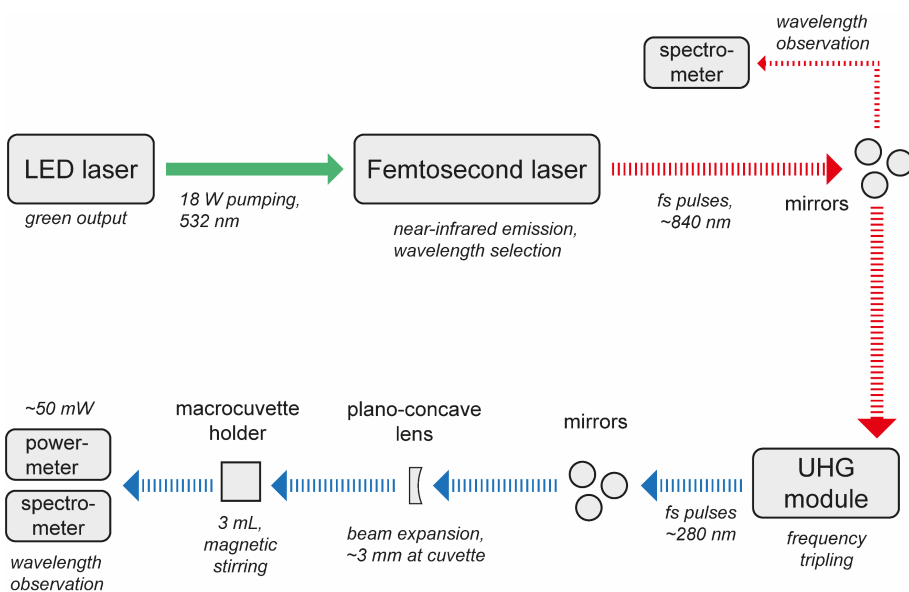 wavelength
observation
spectro-
meter
LED laser
green output
18 W pumping,
532 nm
Femtosecond laser
near-infrared emission,
wavelength selection
fs pulses,
~840 nm
mirrors
UHG
module
frequency
tripling
fs pulses
~280 nm
mirrors
plano-concave
lens
beam expansion,
~3 mm at cuvette
macrocuvette
holder
3 mL,
magnetic
stirring
~50 mW
power-
meter
spectro-
meter
wavelength
observation